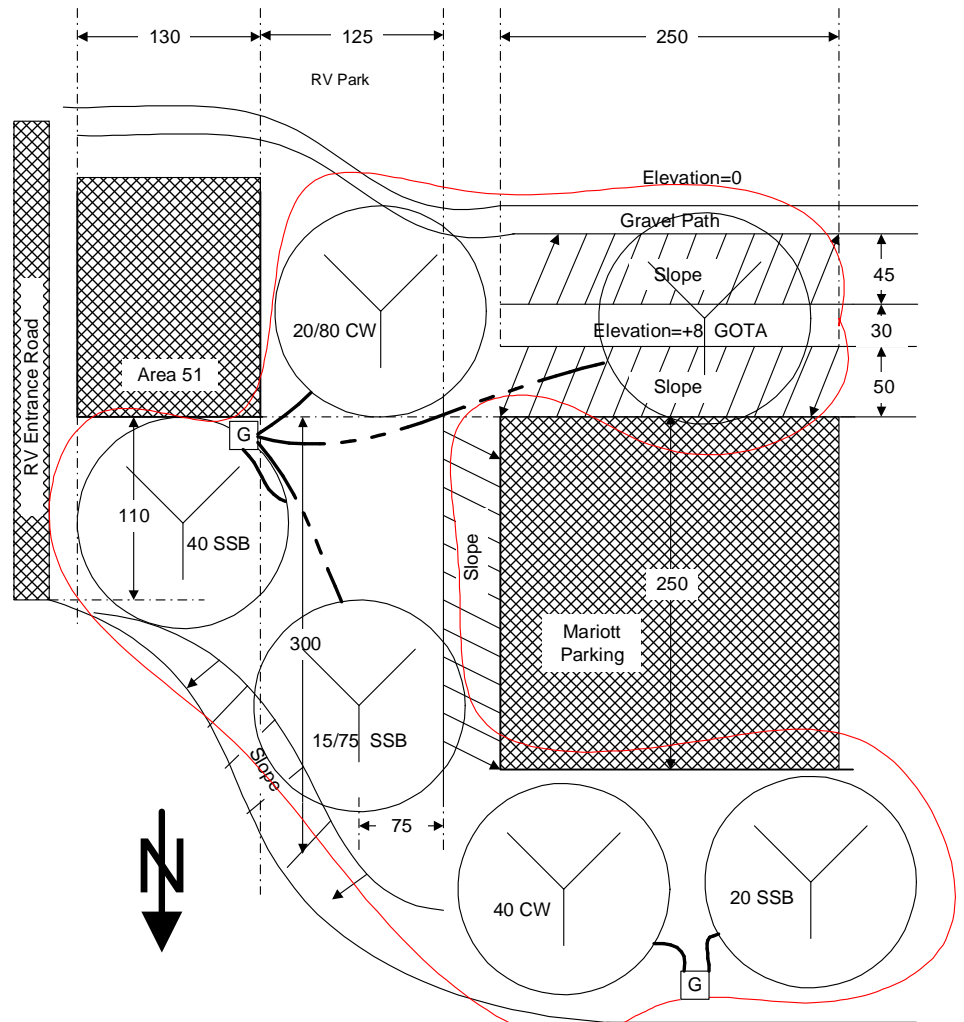 130
125
250
RV Park
Elevation=0
Gravel Path
Slope
45
20/80 CW
Elevation=+8
GOTA
30
RV Entrance Road
Area 51
Slope
50
G
110
40 SSB
Slope
250
300
Mariott
Parking
15/75 SSB
Slope
75
N
40 CW
20 SSB
G